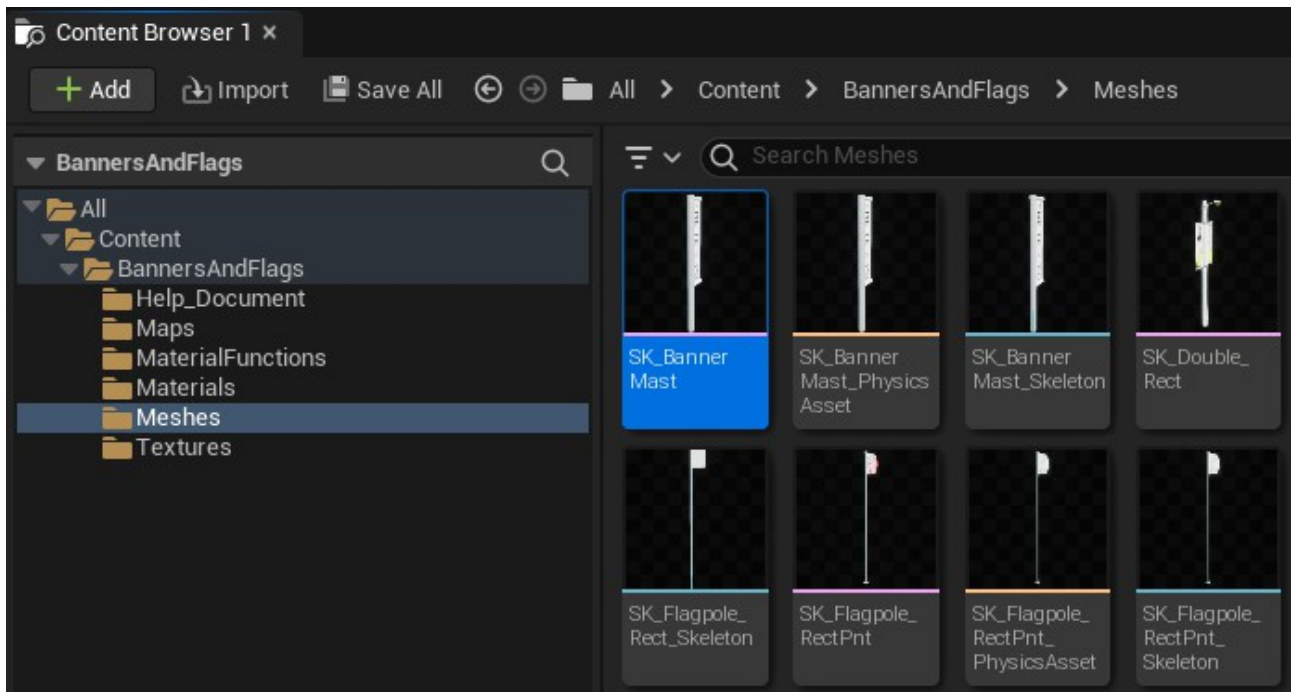 Content Browser 1
Add Import Save All All Content BannersAndFlags Meshes
BannersAndFlags
All
Content
BannersAndFlags
Help_Document
Maps
MaterialFunctions
Materials
Meshes
Textures
Search Meshes
SK_Banner
Mast
SK_Banner
Mast_Physics
Asset
SK_Banner
Mast_Skeleton
SK_Double_
Rect
SK_Flagpole_
Rect_Skeleton
SK_Flagpole_
RectPnt
SK_Flagpole_
RectPnt_
PhysicsAsset
SK_Flagpole_
RectPnt_
Skeleton